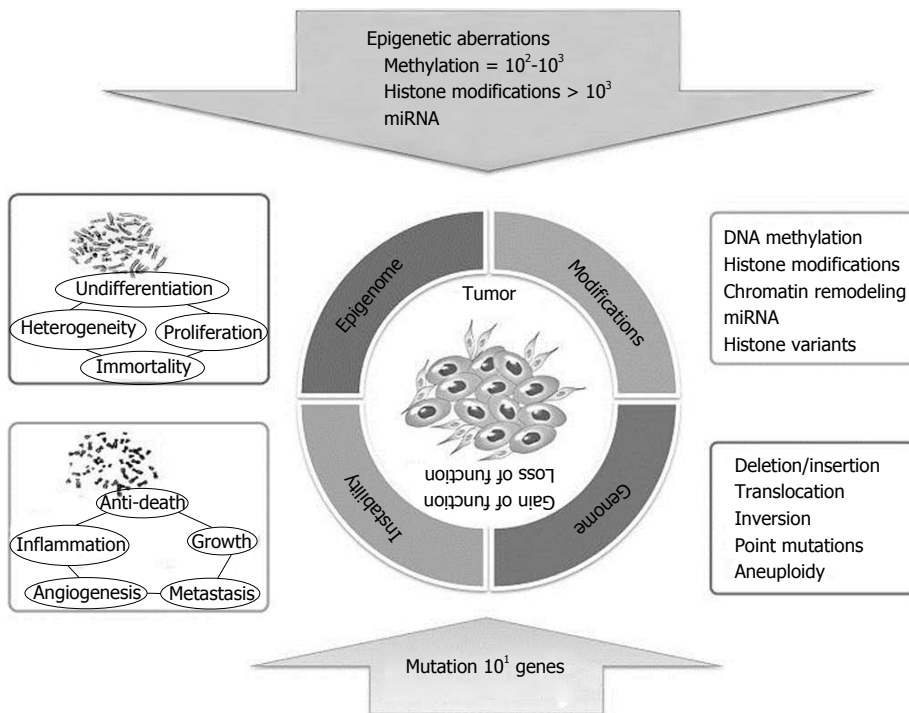 Epigenetic aberrations
Methylation = 10²-10³
Histone modifications > 10³
miRNA
Undifferentiation
Heterogeneity
Proliferation
Immortality
Anti-death
Inflammation
Growth
Angiogenesis
Metastasis
Epigenome
Modifications
Tumor
Loss of function
Gain of function
Instability
Genome
DNA methylation
Histone modifications
Chromatin remodeling
miRNA
Histone variants
Deletion/insertion
Translocation
Inversion
Point mutations
Aneuploidy
Mutation 10¹ genes